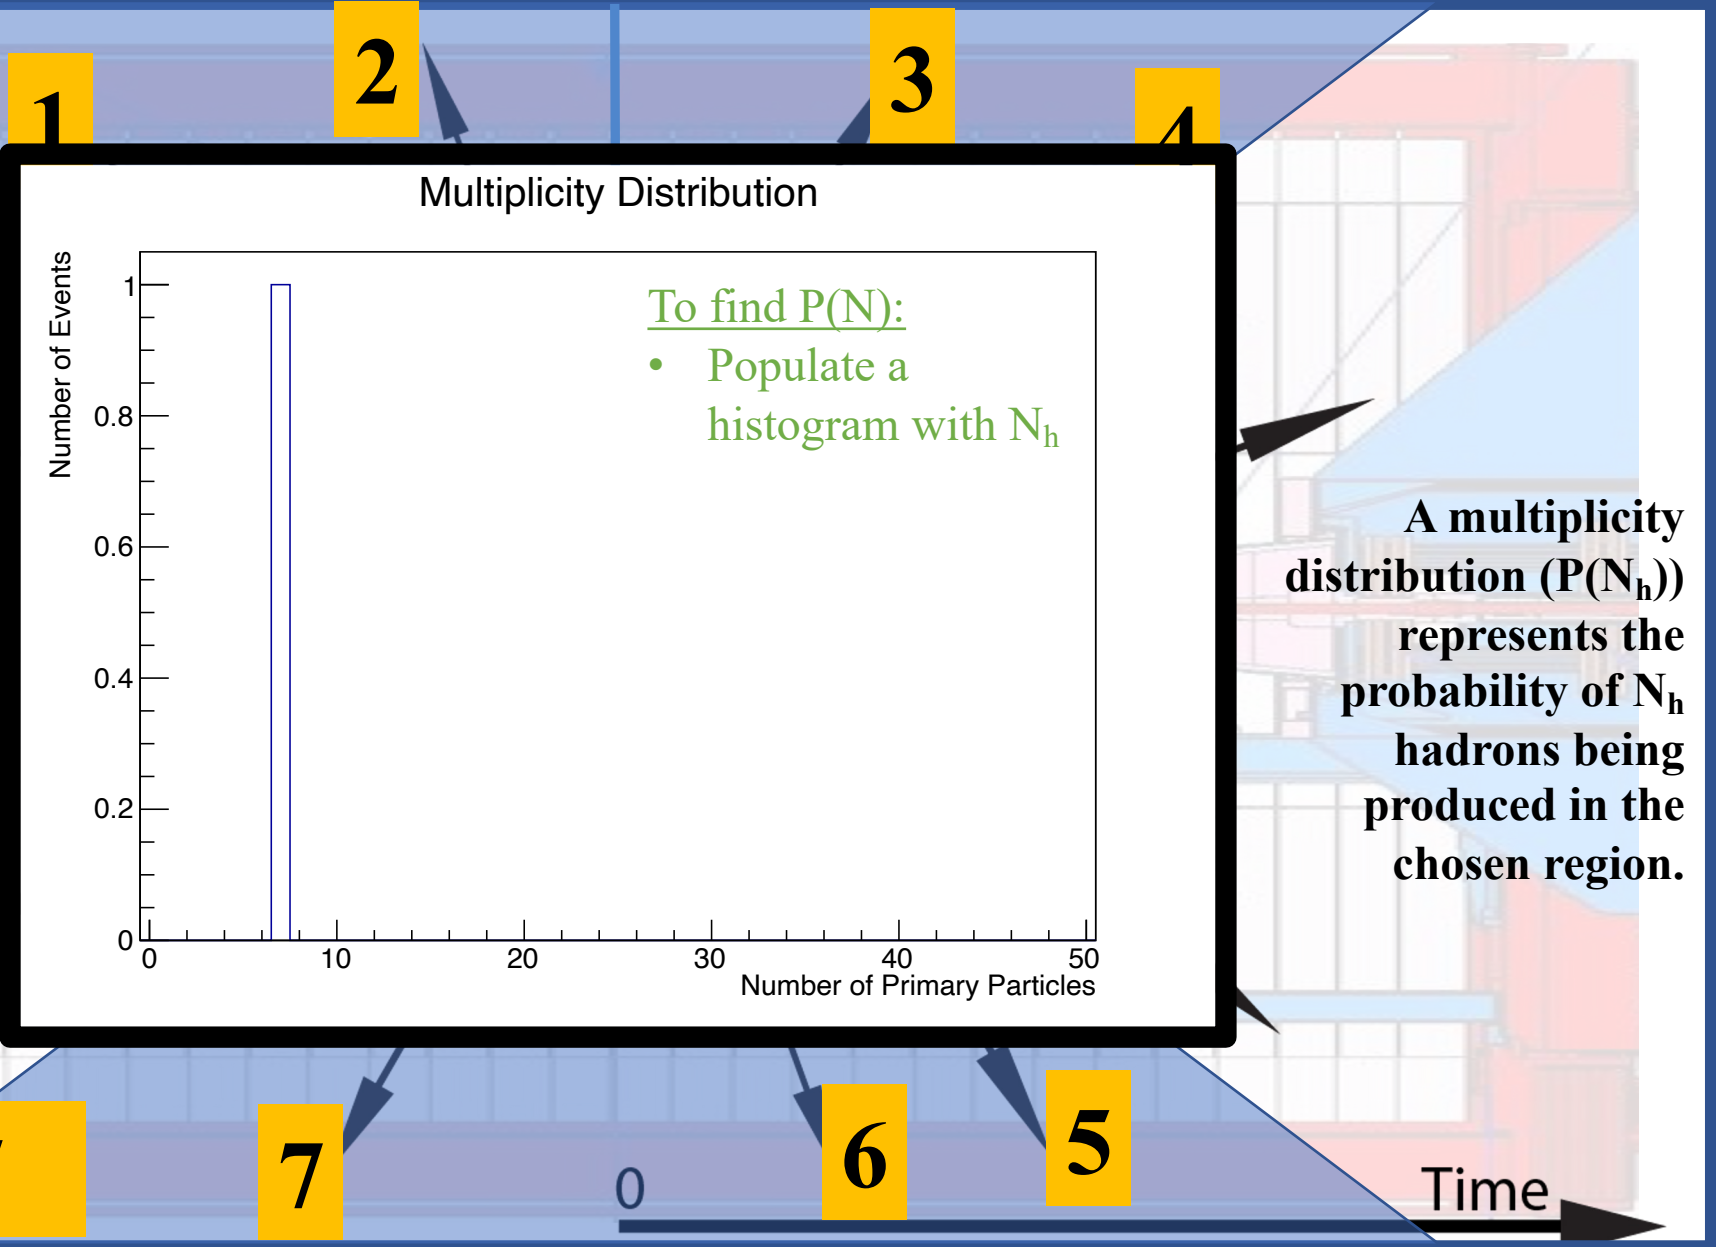 1
2
3
4
Multiplicity Distribution
Number of Events
1
0.8
0.6
0.4
0.2
0
0 10 20 30 40 50
Number of Primary Particles
To find P(N):
• Populate a
histogram with Nₕ
A multiplicity
distribution (P(Nₕ))
represents the
probability of Nₕ
hadrons being
produced in the
chosen region.
7
6
5
0
Time